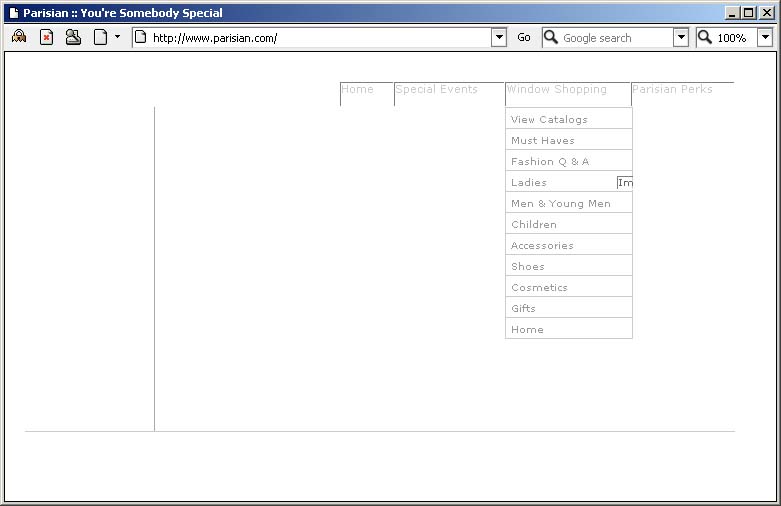 Parisian :: You're Somebody Special
http://www.parisian.com/ Go Google search 100%
Home Special Events Window Shopping Parisian Perks
View Catalogs
Must Haves
Fashion Q & A
Ladies Im
Men & Young Men
Children
Accessories
Shoes
Cosmetics
Gifts
Home